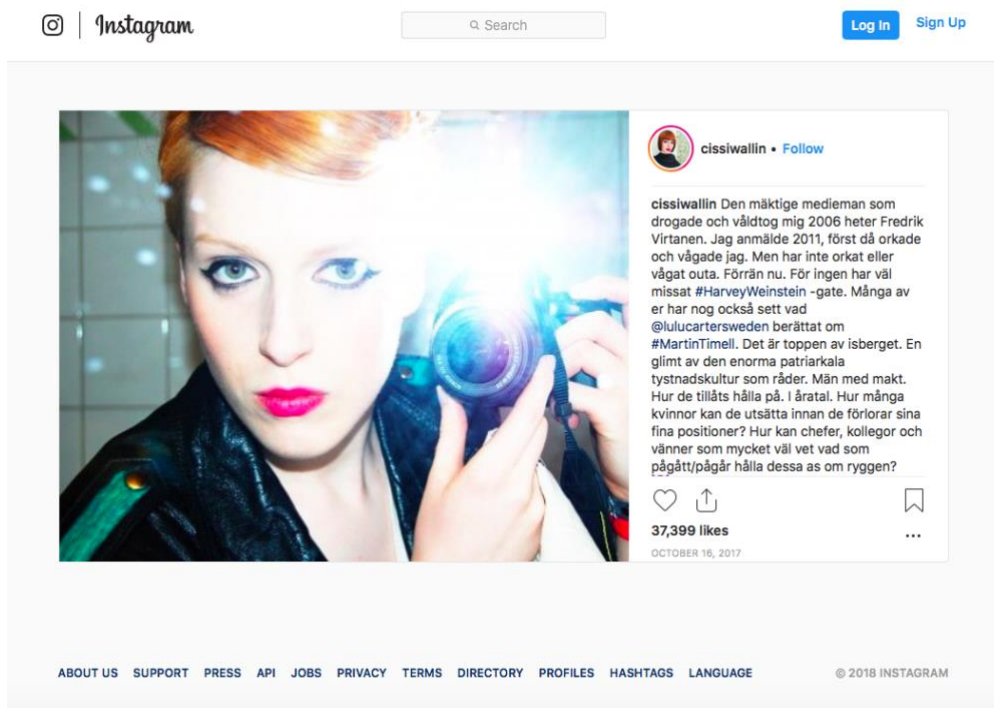 Instagram
Search
Log In
Sign Up
cissiwallin • Follow
cissiwallin Den mäktige medieman som
drogade och våldtog mig 2006 heter Fredrik
Virtanen. Jag anmälde 2011, först då orkade
och vågade jag. Men har inte orkat eller
vågat outa. Förrän nu. För ingen har väl
missat #HarveyWeinstein -gate. Många av
er har nog också sett vad
@lulucartersweden berättat om
#MartinTimell. Det är toppen av isberget. En
glimt av den enorma patriarkala
tystnadskultur som råder. Män med makt.
Hur de tillåts hålla på. I åratal. Hur många
kvinnor kan de utsätta innan de förlorar sina
fina positioner? Hur kan chefer, kollegor och
vänner som mycket väl vet vad som
pågått/pågår hålla dessa as om ryggen?
37,399 likes
OCTOBER 16, 2017
ABOUT US SUPPORT PRESS API JOBS PRIVACY TERMS DIRECTORY PROFILES HASHTAGS LANGUAGE
© 2018 INSTAGRAM